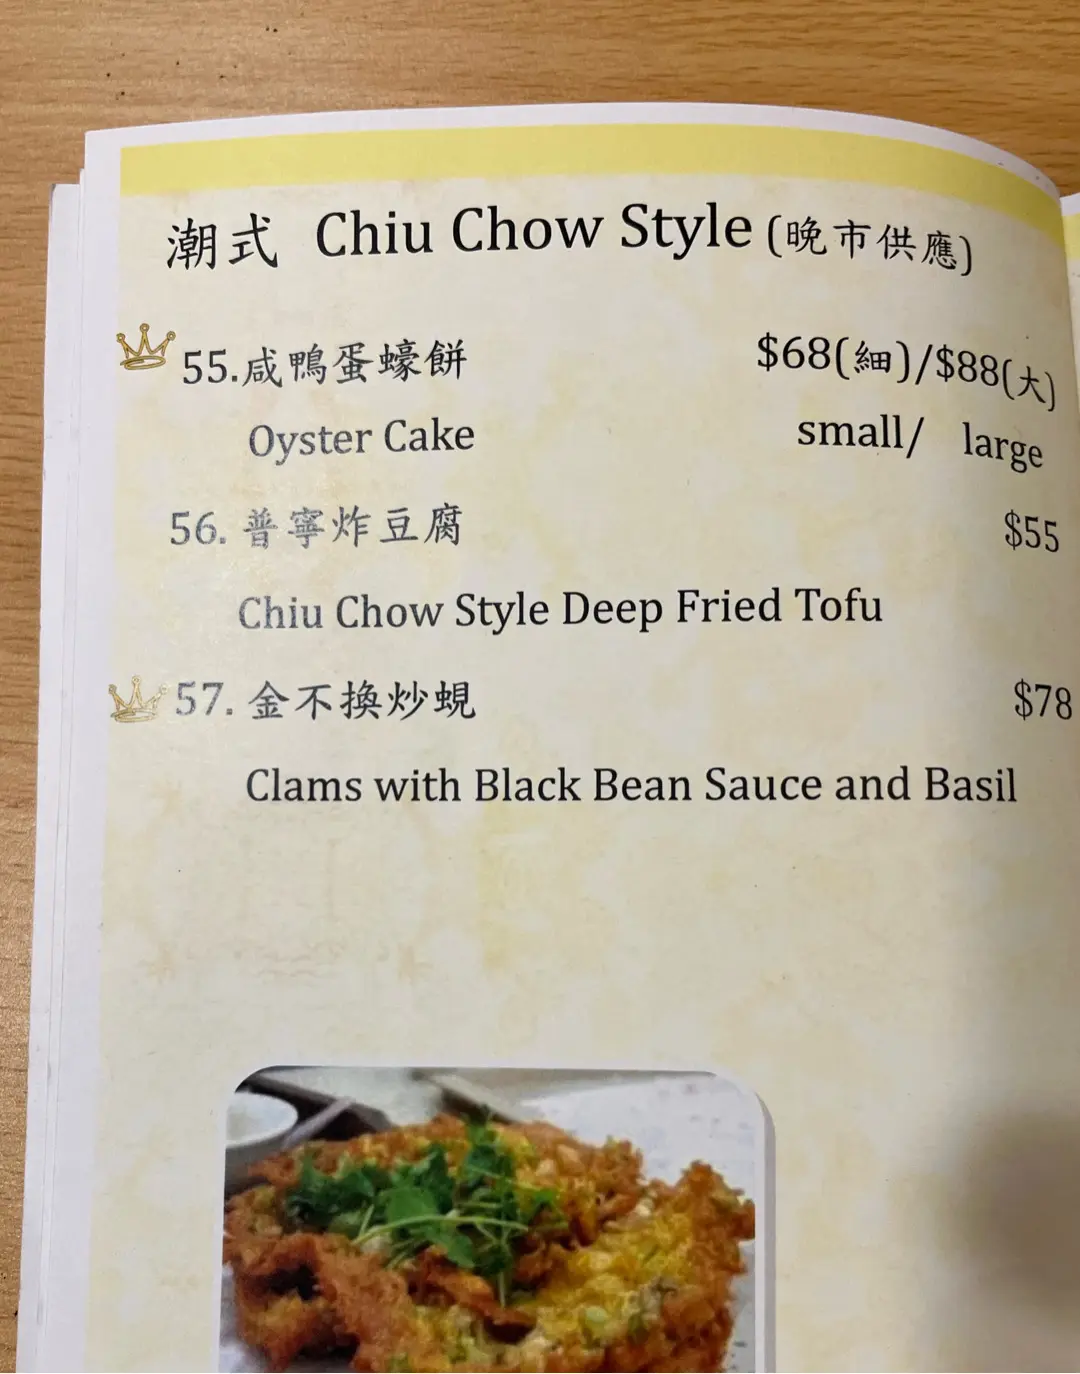 潮式 Chiu Chow Style (晚市供應)
55.咸鴨蛋蠔餅 $68(細)/$88(大)
Oyster Cake small/ large
56. 普寧炸豆腐 $55
Chiu Chow Style Deep Fried Tofu
57. 金不換炒蜆 $78
Clams with Black Bean Sauce and Basil